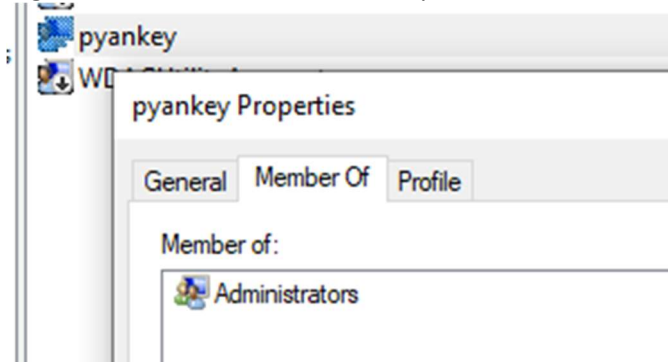 pyankey
pyankey Properties
General Member Of Profile
Member of:
Administrators